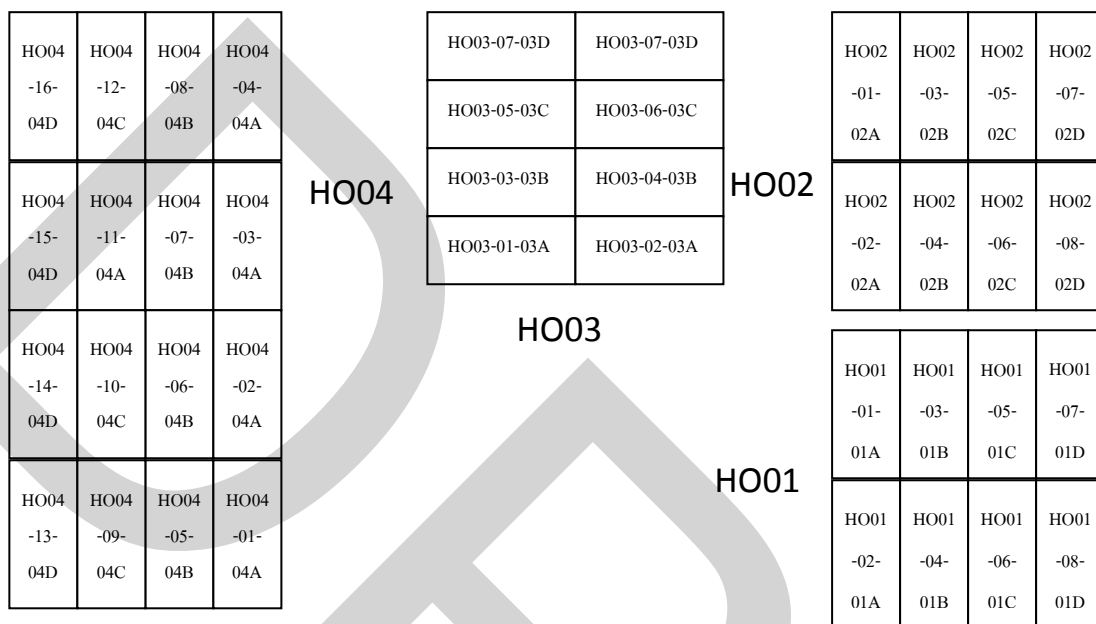 HO04 HO04 HO04 HO04
-16- -12- -08- -04-
04D 04C 04B 04A
HO04 HO04 HO04 HO04
-15- -11- -07- -03-
04D 04A 04B 04A
HO04 HO04 HO04 HO04
-14- -10- -06- -02-
04D 04C 04B 04A
HO04 HO04 HO04 HO04
-13- -09- -05- -01-
04D 04C 04B 04A
HO04
HO03-07-03D HO03-07-03D
HO03-05-03C HO03-06-03C
HO03-03-03B HO03-04-03B
HO03-01-03A HO03-02-03A
HO03
HO02
HO02 HO02 HO02 HO02
-01- -03- -05- -07-
02A 02B 02C 02D
HO02 HO02 HO02 HO02
-02- -04- -06- -08-
02A 02B 02C 02D
HO01
HO01 HO01 HO01 HO01
-01- -03- -05- -07-
01A 01B 01C 01D
HO01 HO01 HO01 HO01
-02- -04- -06- -08-
01A 01B 01C 01D